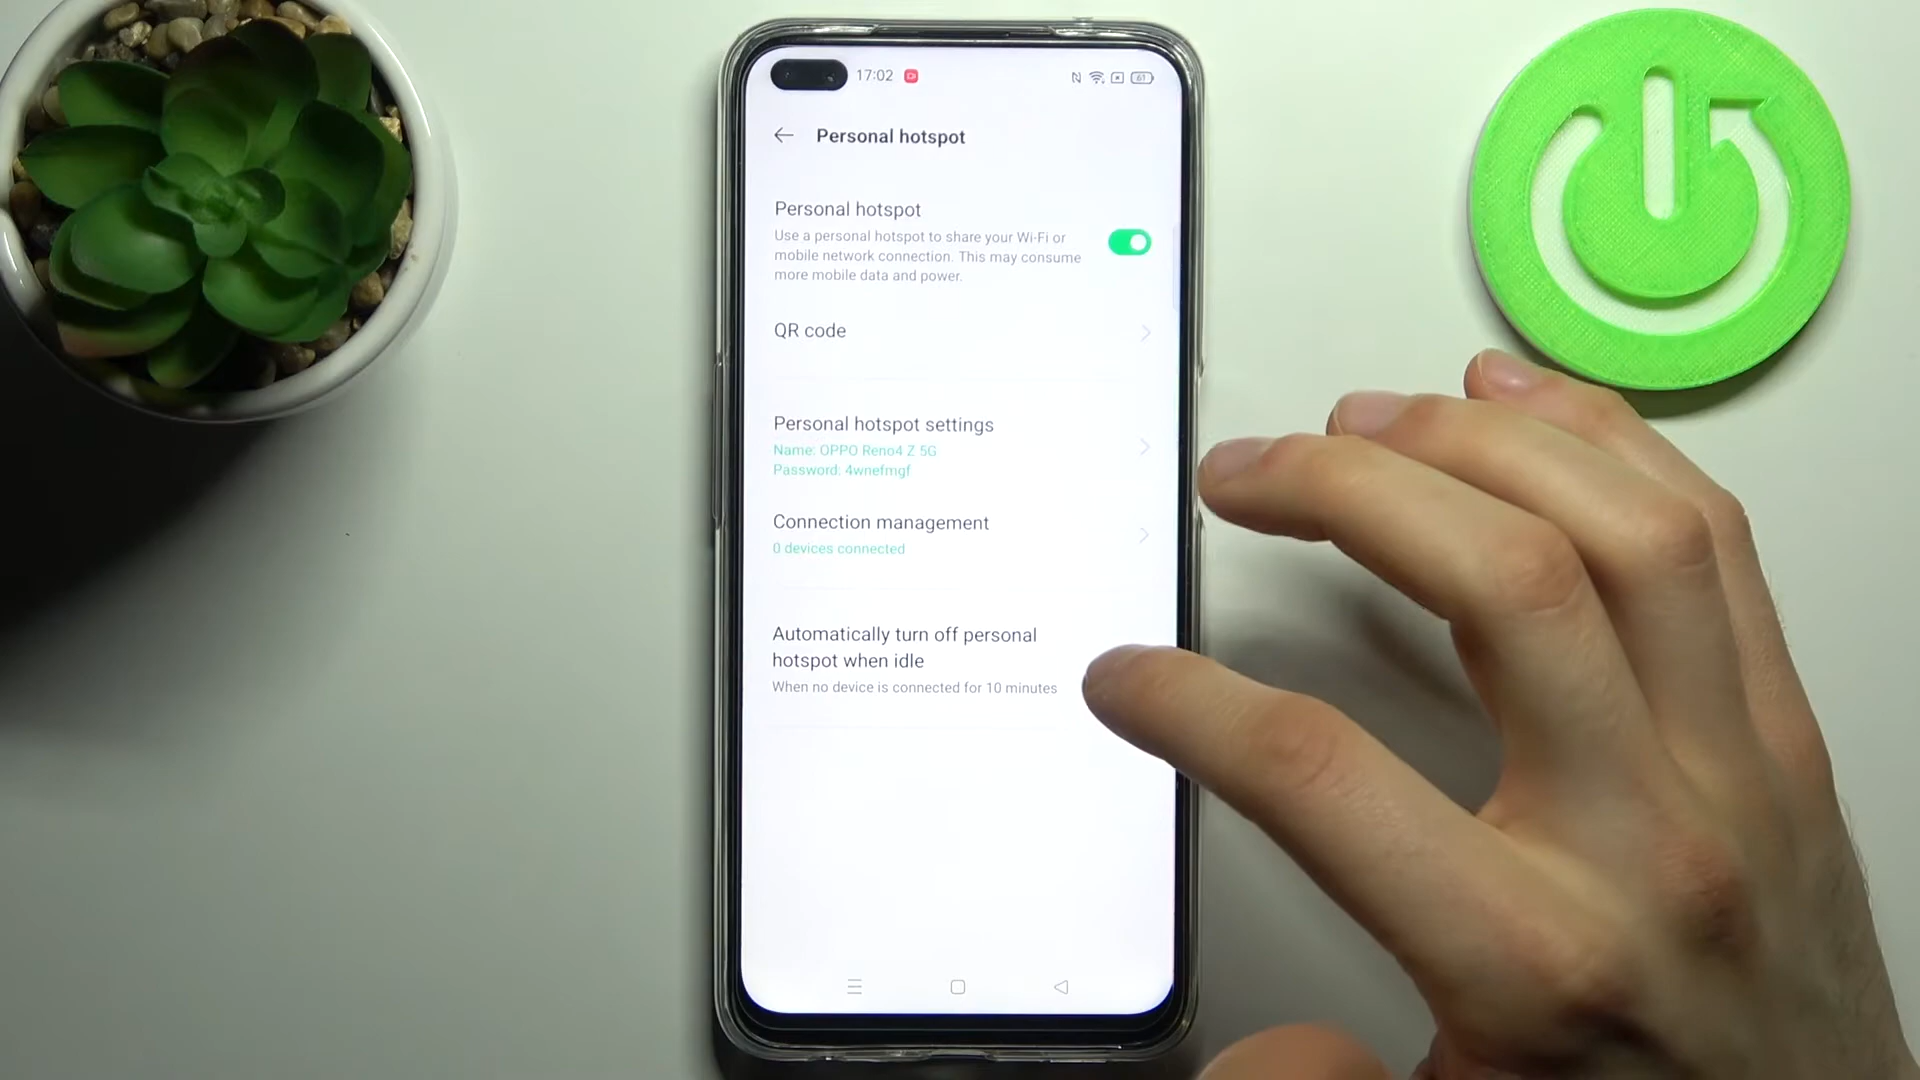 17:02
61
Personal hotspot
Personal hotspot
Use a personal hotspot to share your Wi-Fi or
mobile network connection. This may consume
more mobile data and power.
QR code
Personal hotspot settings
Name: OPPO Reno4 Z 5G
Password: 4wnefmgf
Connection management
0 devices connected
Automatically turn off personal
hotspot when idle
When no device is connected for 10 minutes